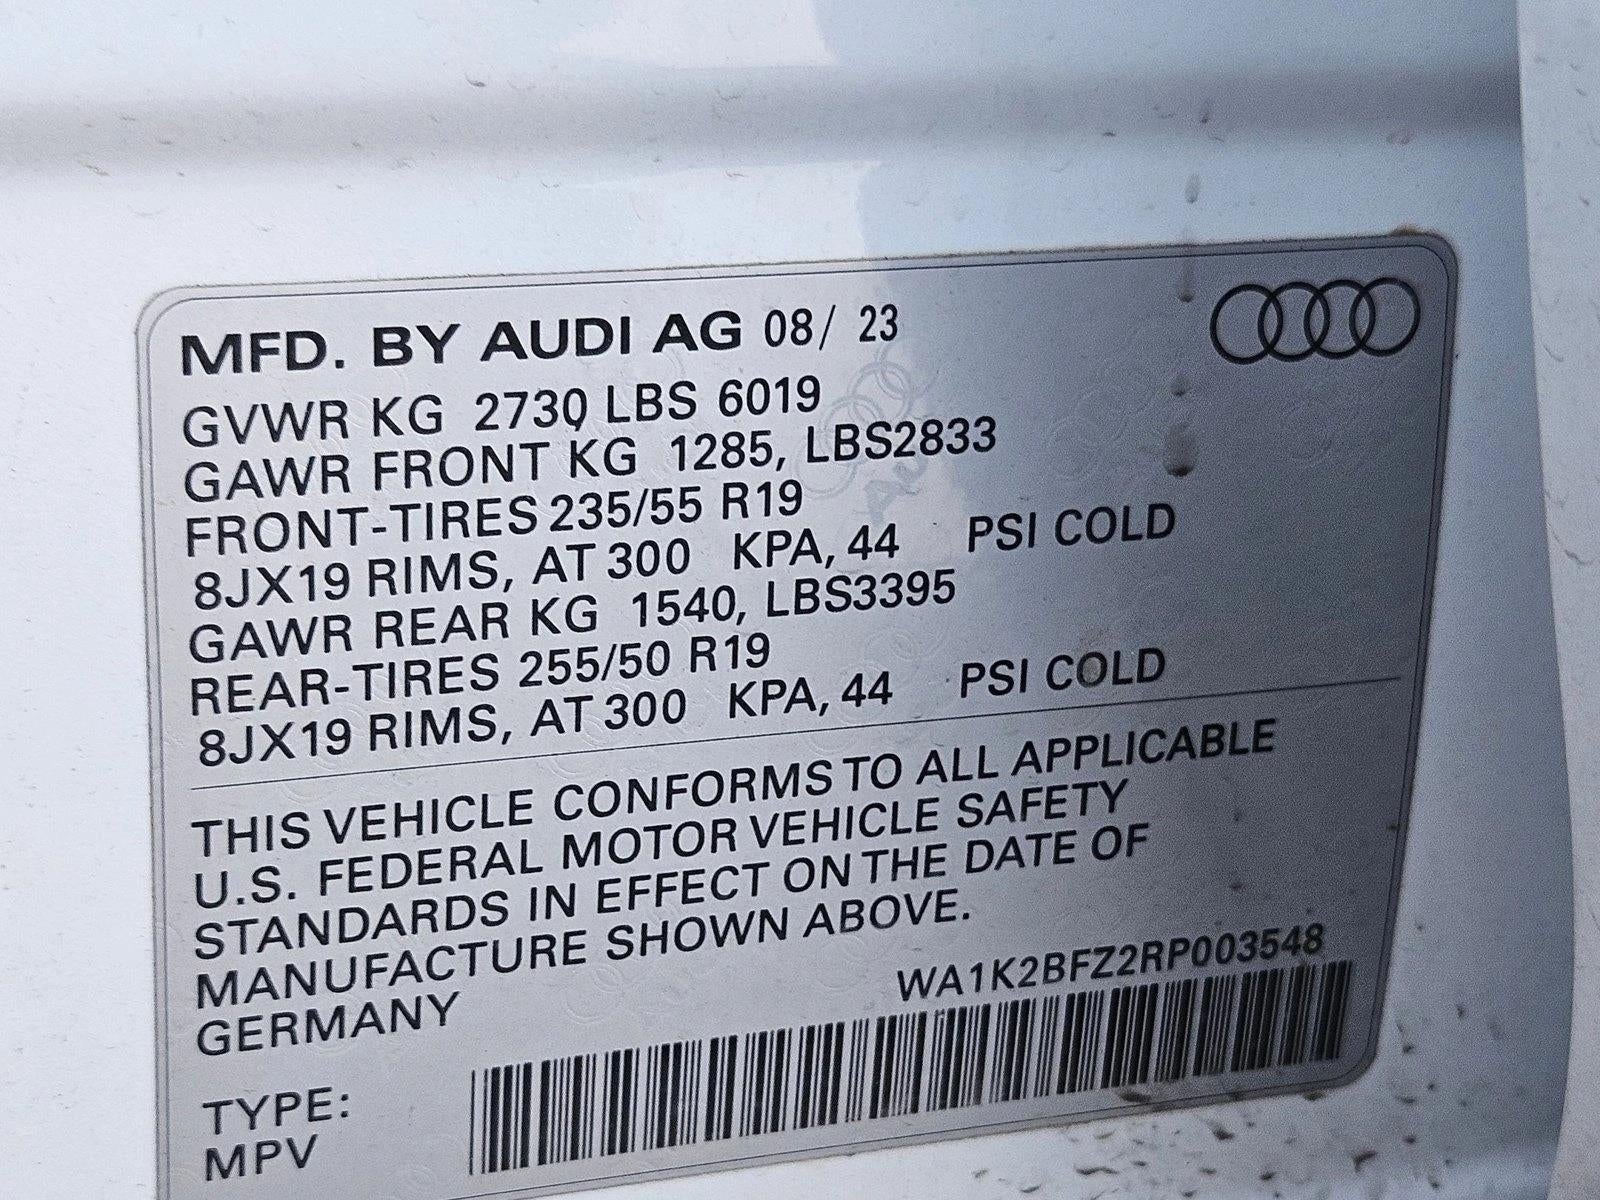 MFD. BY AUDI AG 08/ 23
GVWR KG 2730 LBS 6019
GAWR FRONT KG 1285, LBS2833
FRONT-TIRES 235/55 R19
8JX19 RIMS, AT 300 KPA, 44 PSI COLD
GAWR REAR KG 1540, LBS3395
REAR-TIRES 255/50 R19
8JX19 RIMS, AT 300 KPA, 44 PSI COLD
THIS VEHICLE CONFORMS TO ALL APPLICABLE
U.S. FEDERAL MOTOR VEHICLE SAFETY
STANDARDS IN EFFECT ON THE DATE OF
MANUFACTURE SHOWN ABOVE.
GERMANY
WA1K2BFZ2RP003548
TYPE:
MPV